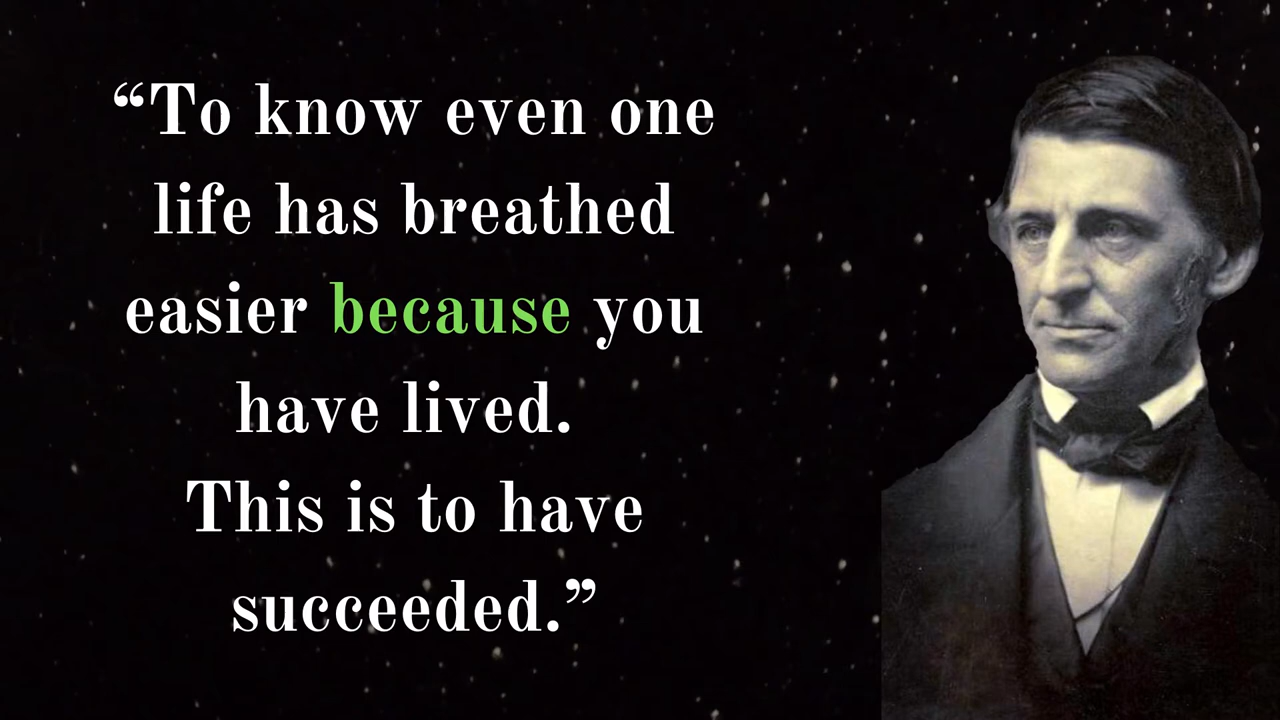 “To know even one
life has breathed
easier because you
have lived.
This is to have
succeeded.”